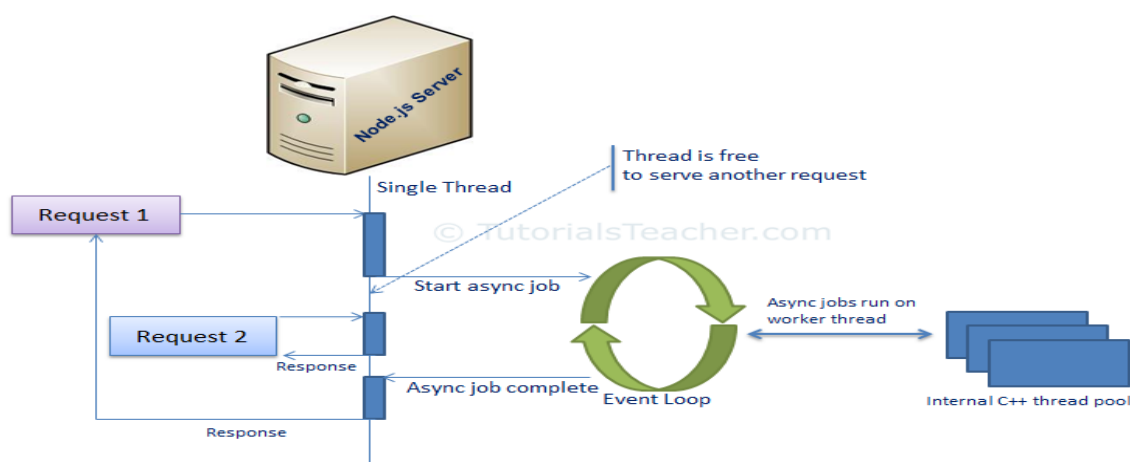 Node.js Server
Thread is free
to serve another request
Single Thread
Request 1
© TutorialsTeacher.com
Start async job
Async jobs run on
worker thread
Request 2
Response
Async job complete
Event Loop
Internal C++ thread pool
Response